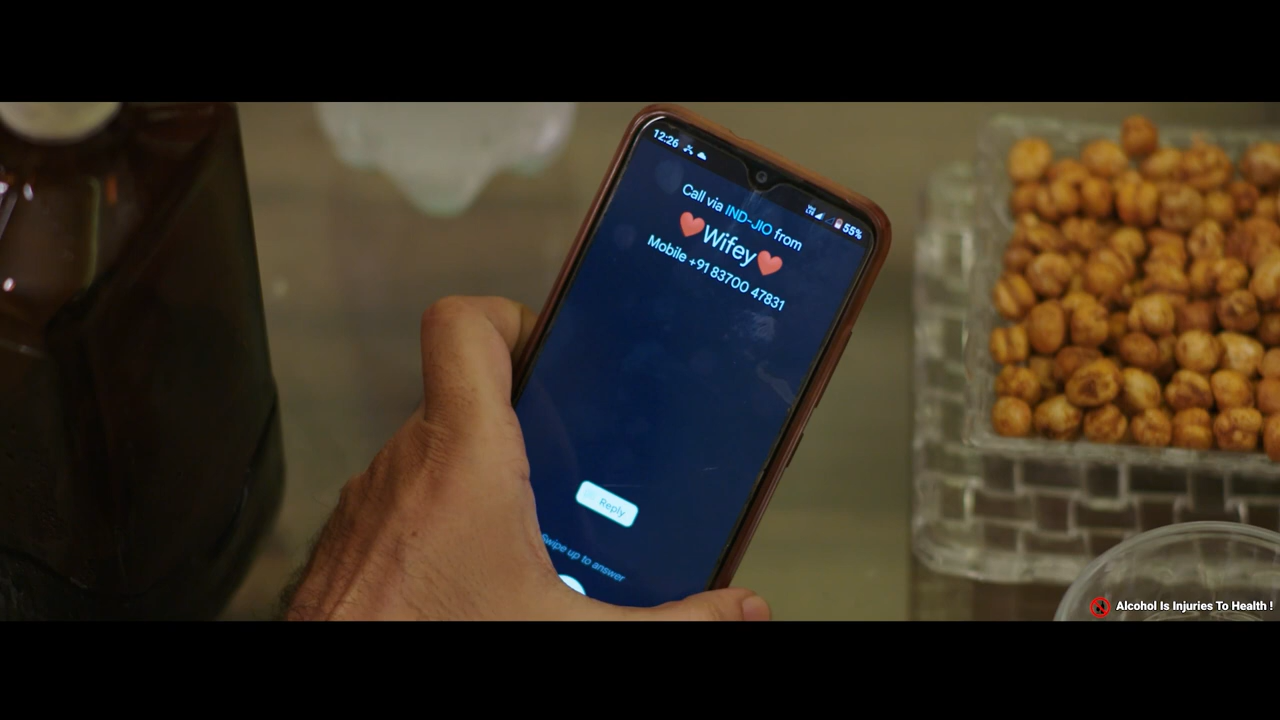 12:26
55%
Call via IND-JIO from
❤️Wifey❤️
Mobile +91 83700 47831
Reply
Swipe up to answer
Alcohol Is Injuries To Health !